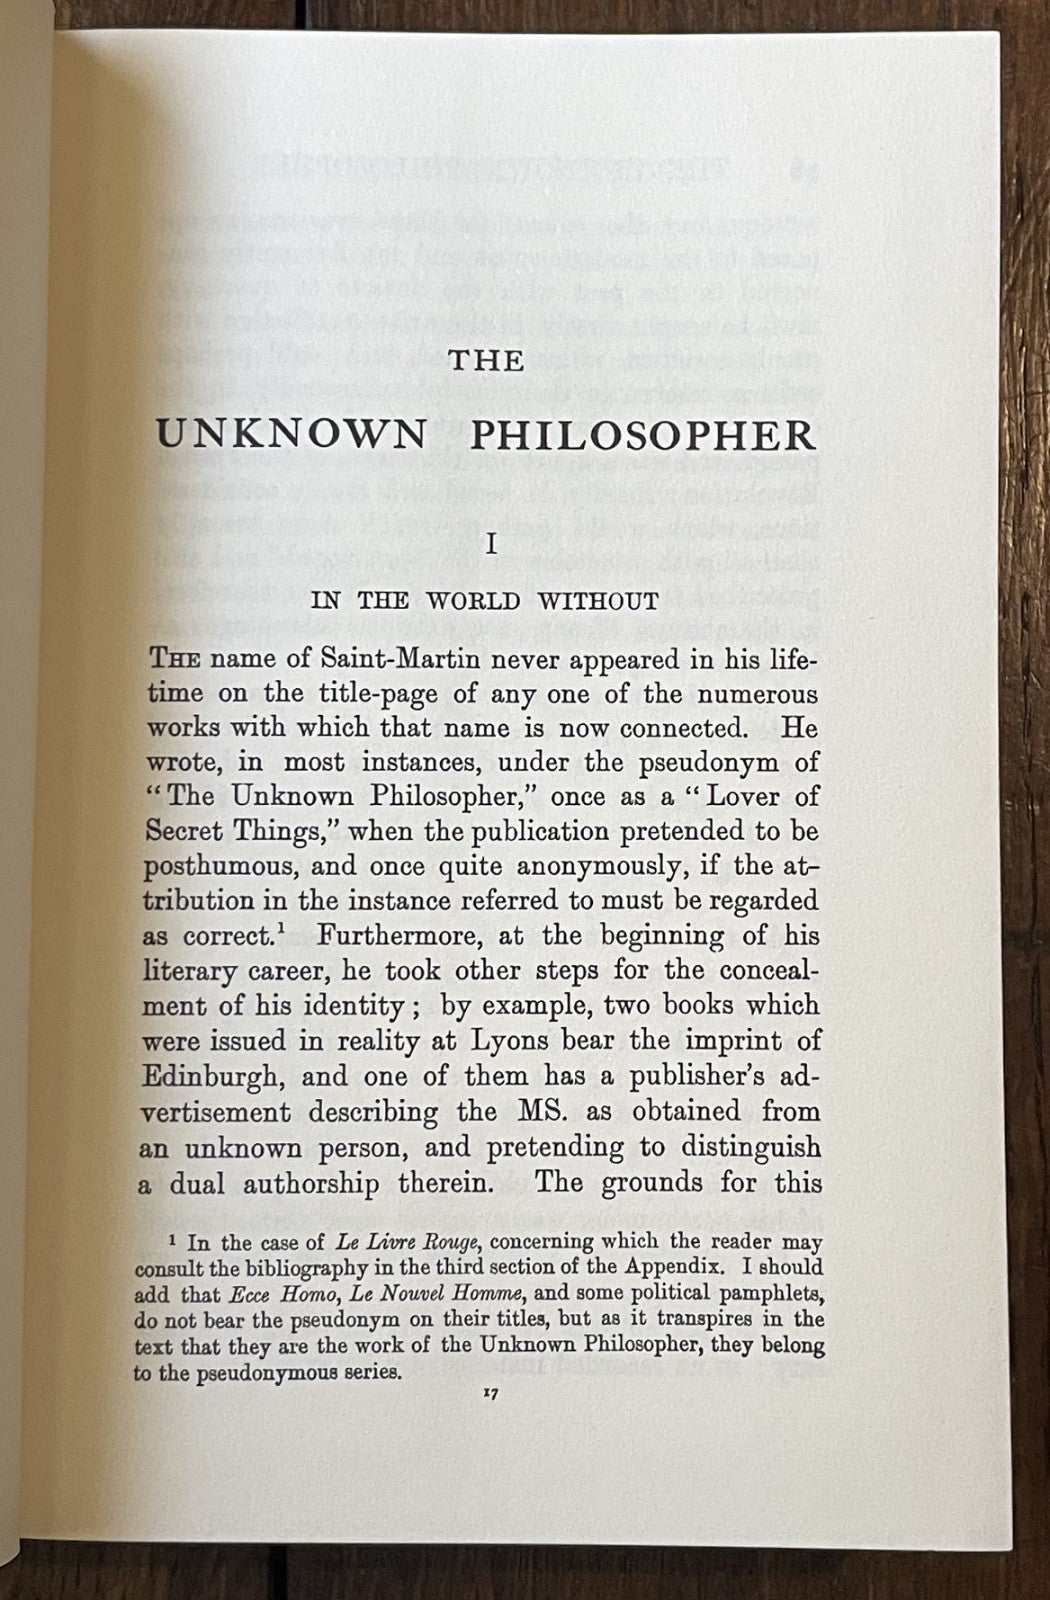 THE
UNKNOWN PHILOSOPHER
I
IN THE WORLD WITHOUT
THE name of Saint-Martin never appeared in his life-
time on the title-page of any one of the numerous
works with which that name is now connected. He
wrote, in most instances, under the pseudonym of
“The Unknown Philosopher,” once as a “Lover of
Secret Things,” when the publication pretended to be
posthumous, and once quite anonymously, if the at-
tribution in the instance referred to must be regarded
as correct.¹ Furthermore, at the beginning of his
literary career, he took other steps for the conceal-
ment of his identity; by example, two books which
were issued in reality at Lyons bear the imprint of
Edinburgh, and one of them has a publisher’s ad-
vertisement describing the MS. as obtained from
an unknown person, and pretending to distinguish
a dual authorship therein. The grounds for this
¹ In the case of Le Livre Rouge, concerning which the reader may
consult the bibliography in the third section of the Appendix. I should
add that Ecce Homo, Le Nouvel Homme, and some political pamphlets,
do not bear the pseudonym on their titles, but as it transpires in the
text that they are the work of the Unknown Philosopher, they belong
to the pseudonymous series.
17